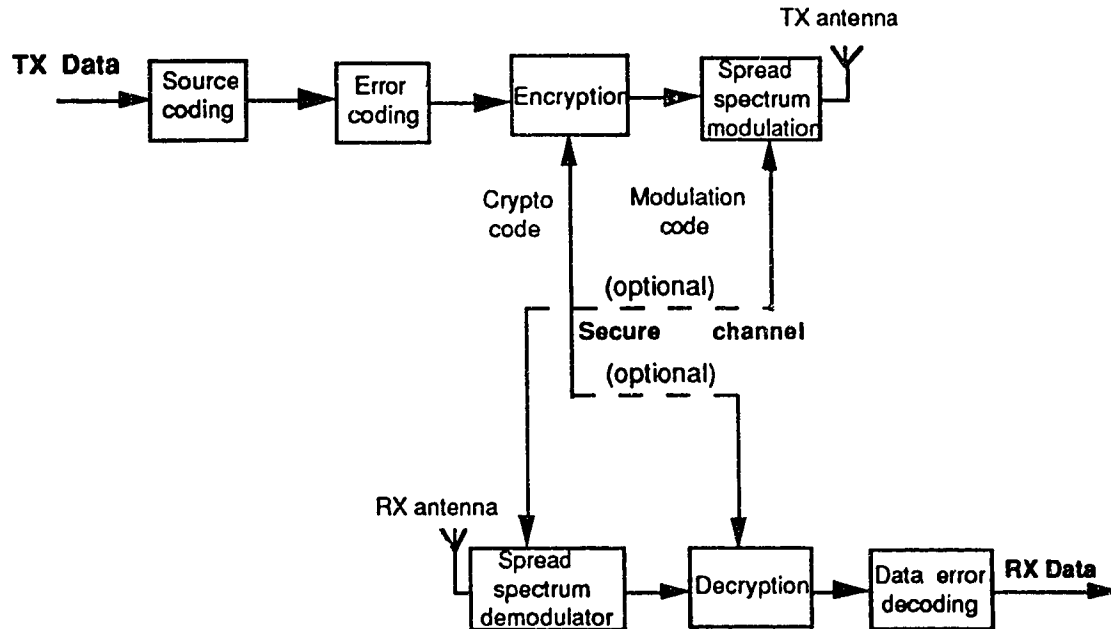 TX antenna
TX Data
Source
coding
Error
coding
Encryption
Spread
spectrum
modulation
Crypto
code
Modulation
code
(optional)
Secure channel
(optional)
RX antenna
Spread
spectrum
demodulator
Decryption
Data error
decoding
RX Data